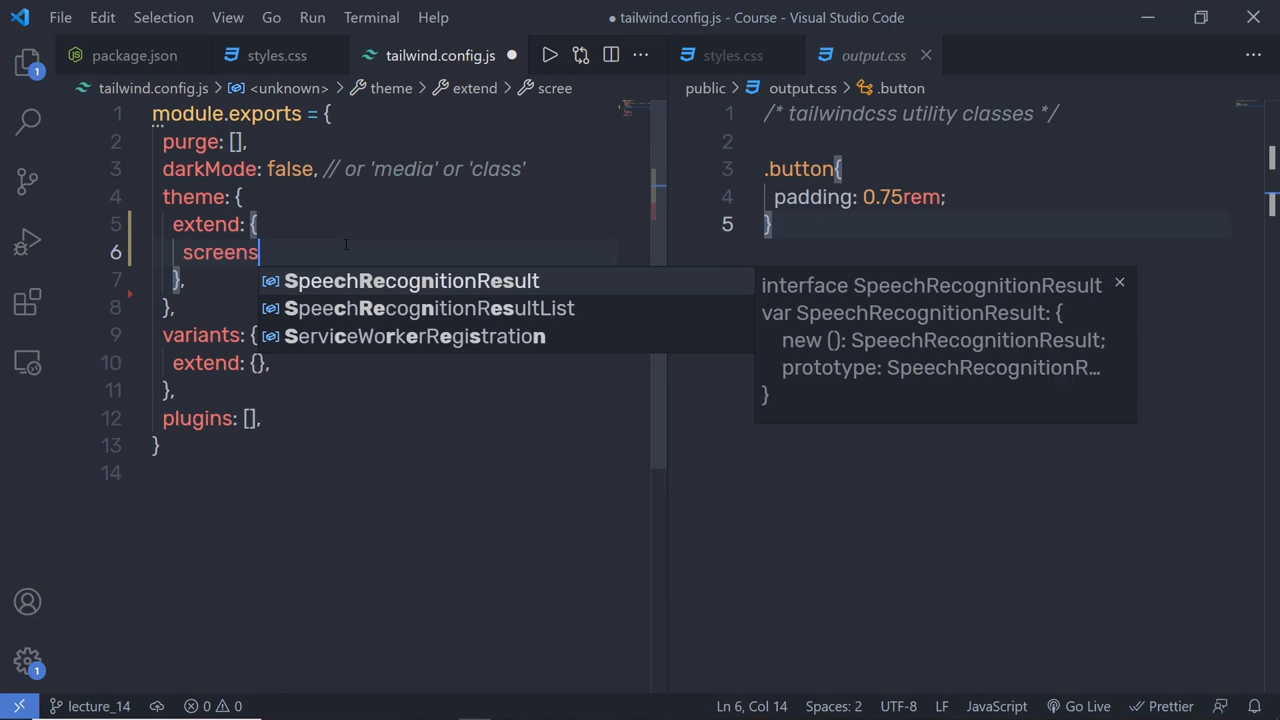 File Edit Selection View Go Run Terminal Help ● tailwind.config.js - Course - Visual Studio Code
package.json styles.css tailwind.config.js ● ··· styles.css output.css ···
tailwind.config.js > <unknown> > theme > extend > scree
public > output.css > .button
1 module.exports = {
2 purge: [],
3 darkMode: false, // or 'media' or 'class'
4 theme: {
5 extend: {
6 screens
7 },
8 },
9 variants: {
10 extend: {},
11 },
12 plugins: [],
13 }
14
SpeechRecognitionResult
SpeechRecognitionResultList
ServiceWorkerRegistration
1 /* tailwindcss utility classes */
2
3 .button{
4 padding: 0.75rem;
5 }
interface SpeechRecognitionResult
var SpeechRecognitionResult: {
new (): SpeechRecognitionResult;
prototype: SpeechRecognitionR...
}
1
1
lecture_14 0 0 Ln 6, Col 14 Spaces: 2 UTF-8 LF JavaScript Go Live Prettier